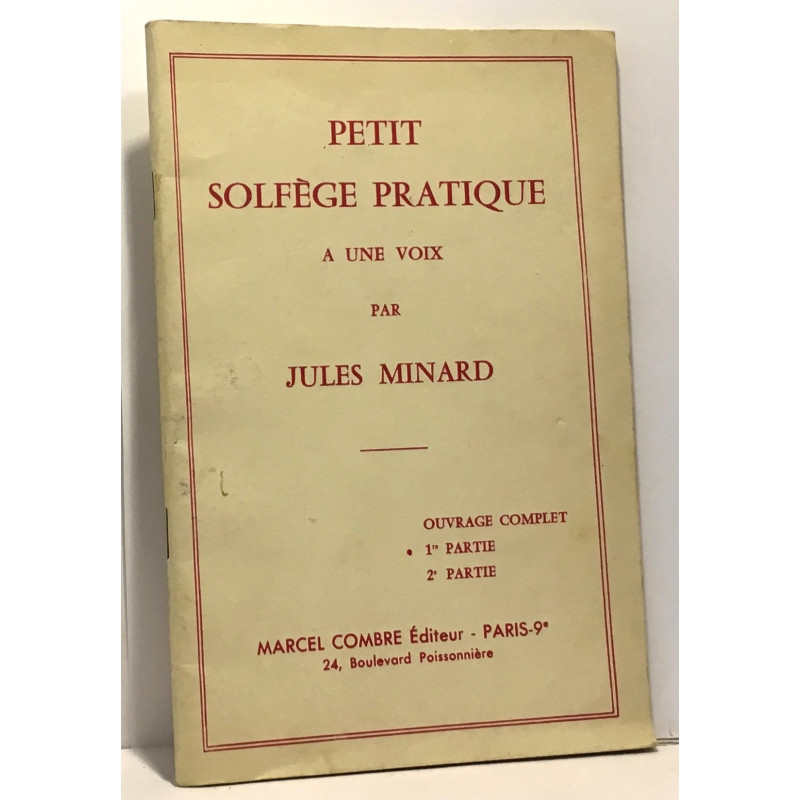 PETIT
SOLFÈGE PRATIQUE
A UNE VOIX
PAR
JULES MINARD
OUVRAGE COMPLET
• 1re PARTIE
2e PARTIE
MARCEL COMBRE Éditeur - PARIS-9e
24, Boulevard Poissonnière